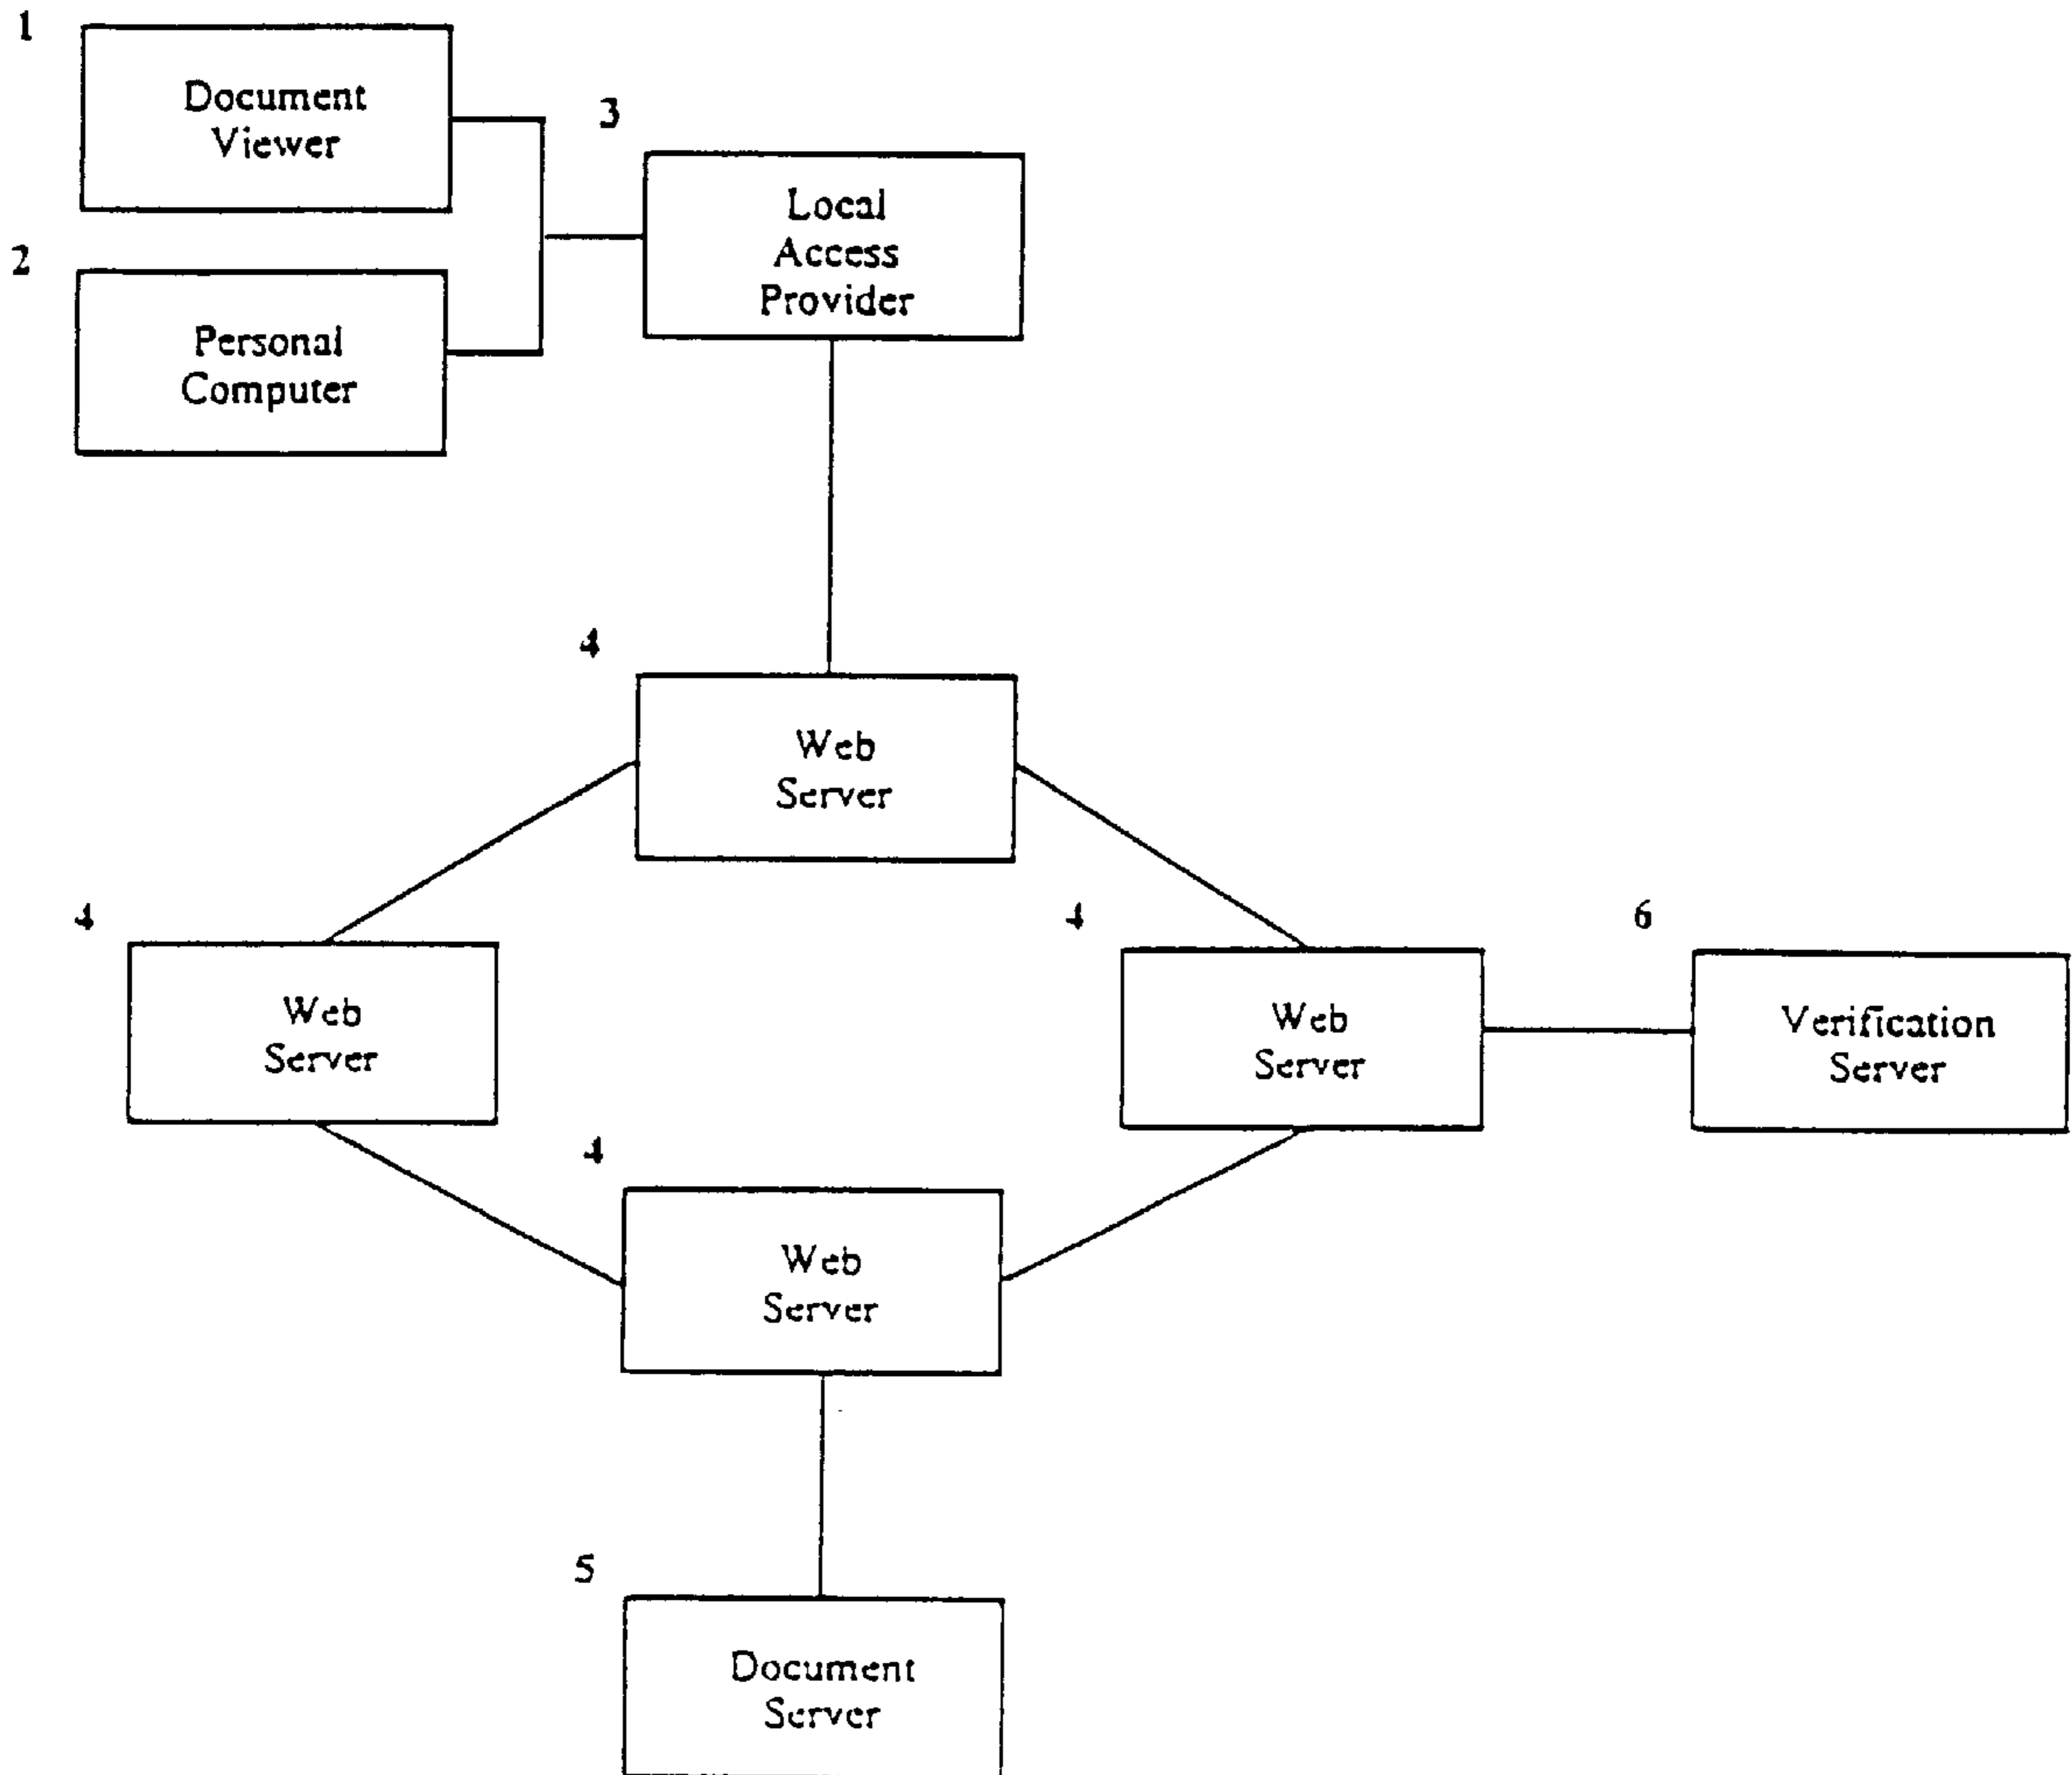 1
Document
Viewer
3
Local
Access
Provider
2
Personal
Computer
4
Web
Server
4
Web
Server
4
Web
Server
6
Verification
Server
4
Web
Server
5
Document
Server